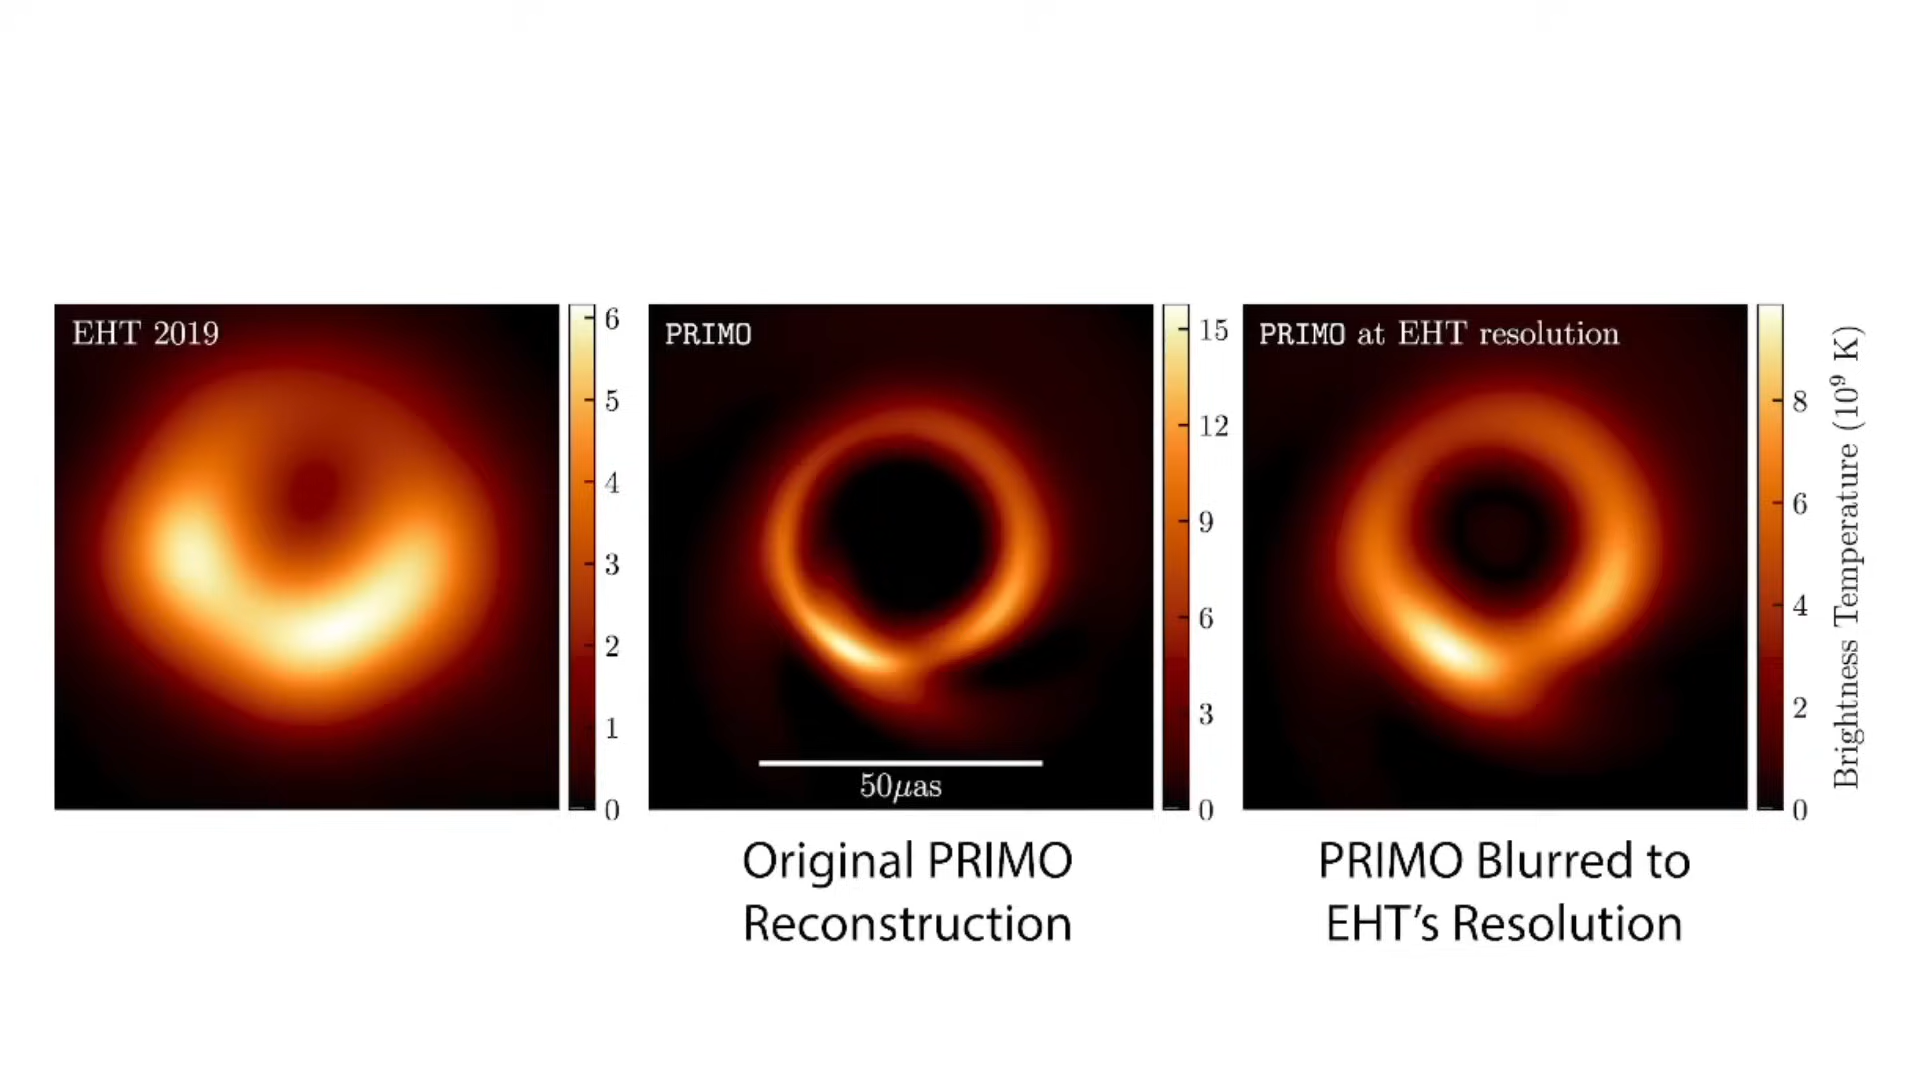 EHT 2019
6
5
4
3
2
1
0
PRIMO
50μas
15
12
9
6
3
0
PRIMO at EHT resolution
8
6
4
2
0
Brightness Temperature (10⁹ K)
Original PRIMO
Reconstruction
PRIMO Blurred to
EHT’s Resolution